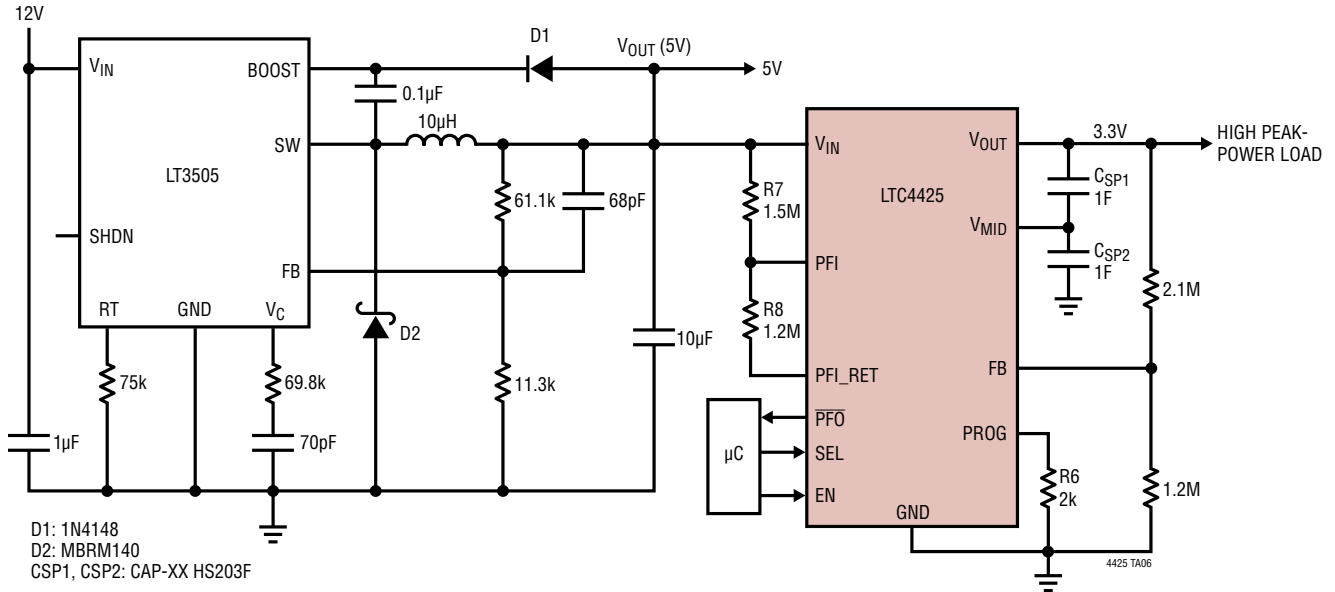 12V
D1
VOUT (5V)
5V
VIN
BOOST
0.1µF
10µH
SW
LT3505
61.1k
68pF
SHDN
FB
RT
GND
VC
D2
10µF
75k
69.8k
11.3k
1µF
70pF
D1: 1N4148
D2: MBRM140
CSP1, CSP2: CAP-XX HS203F
VIN
VOUT
3.3V
HIGH PEAK-
POWER LOAD
R7
1.5M
LTC4425
CSP1
1F
VMID
PFI
CSP2
1F
R8
1.2M
2.1M
PFI_RET
FB
µC
PFO
PROG
SEL
EN
R6
2k
1.2M
GND
4425 TA06